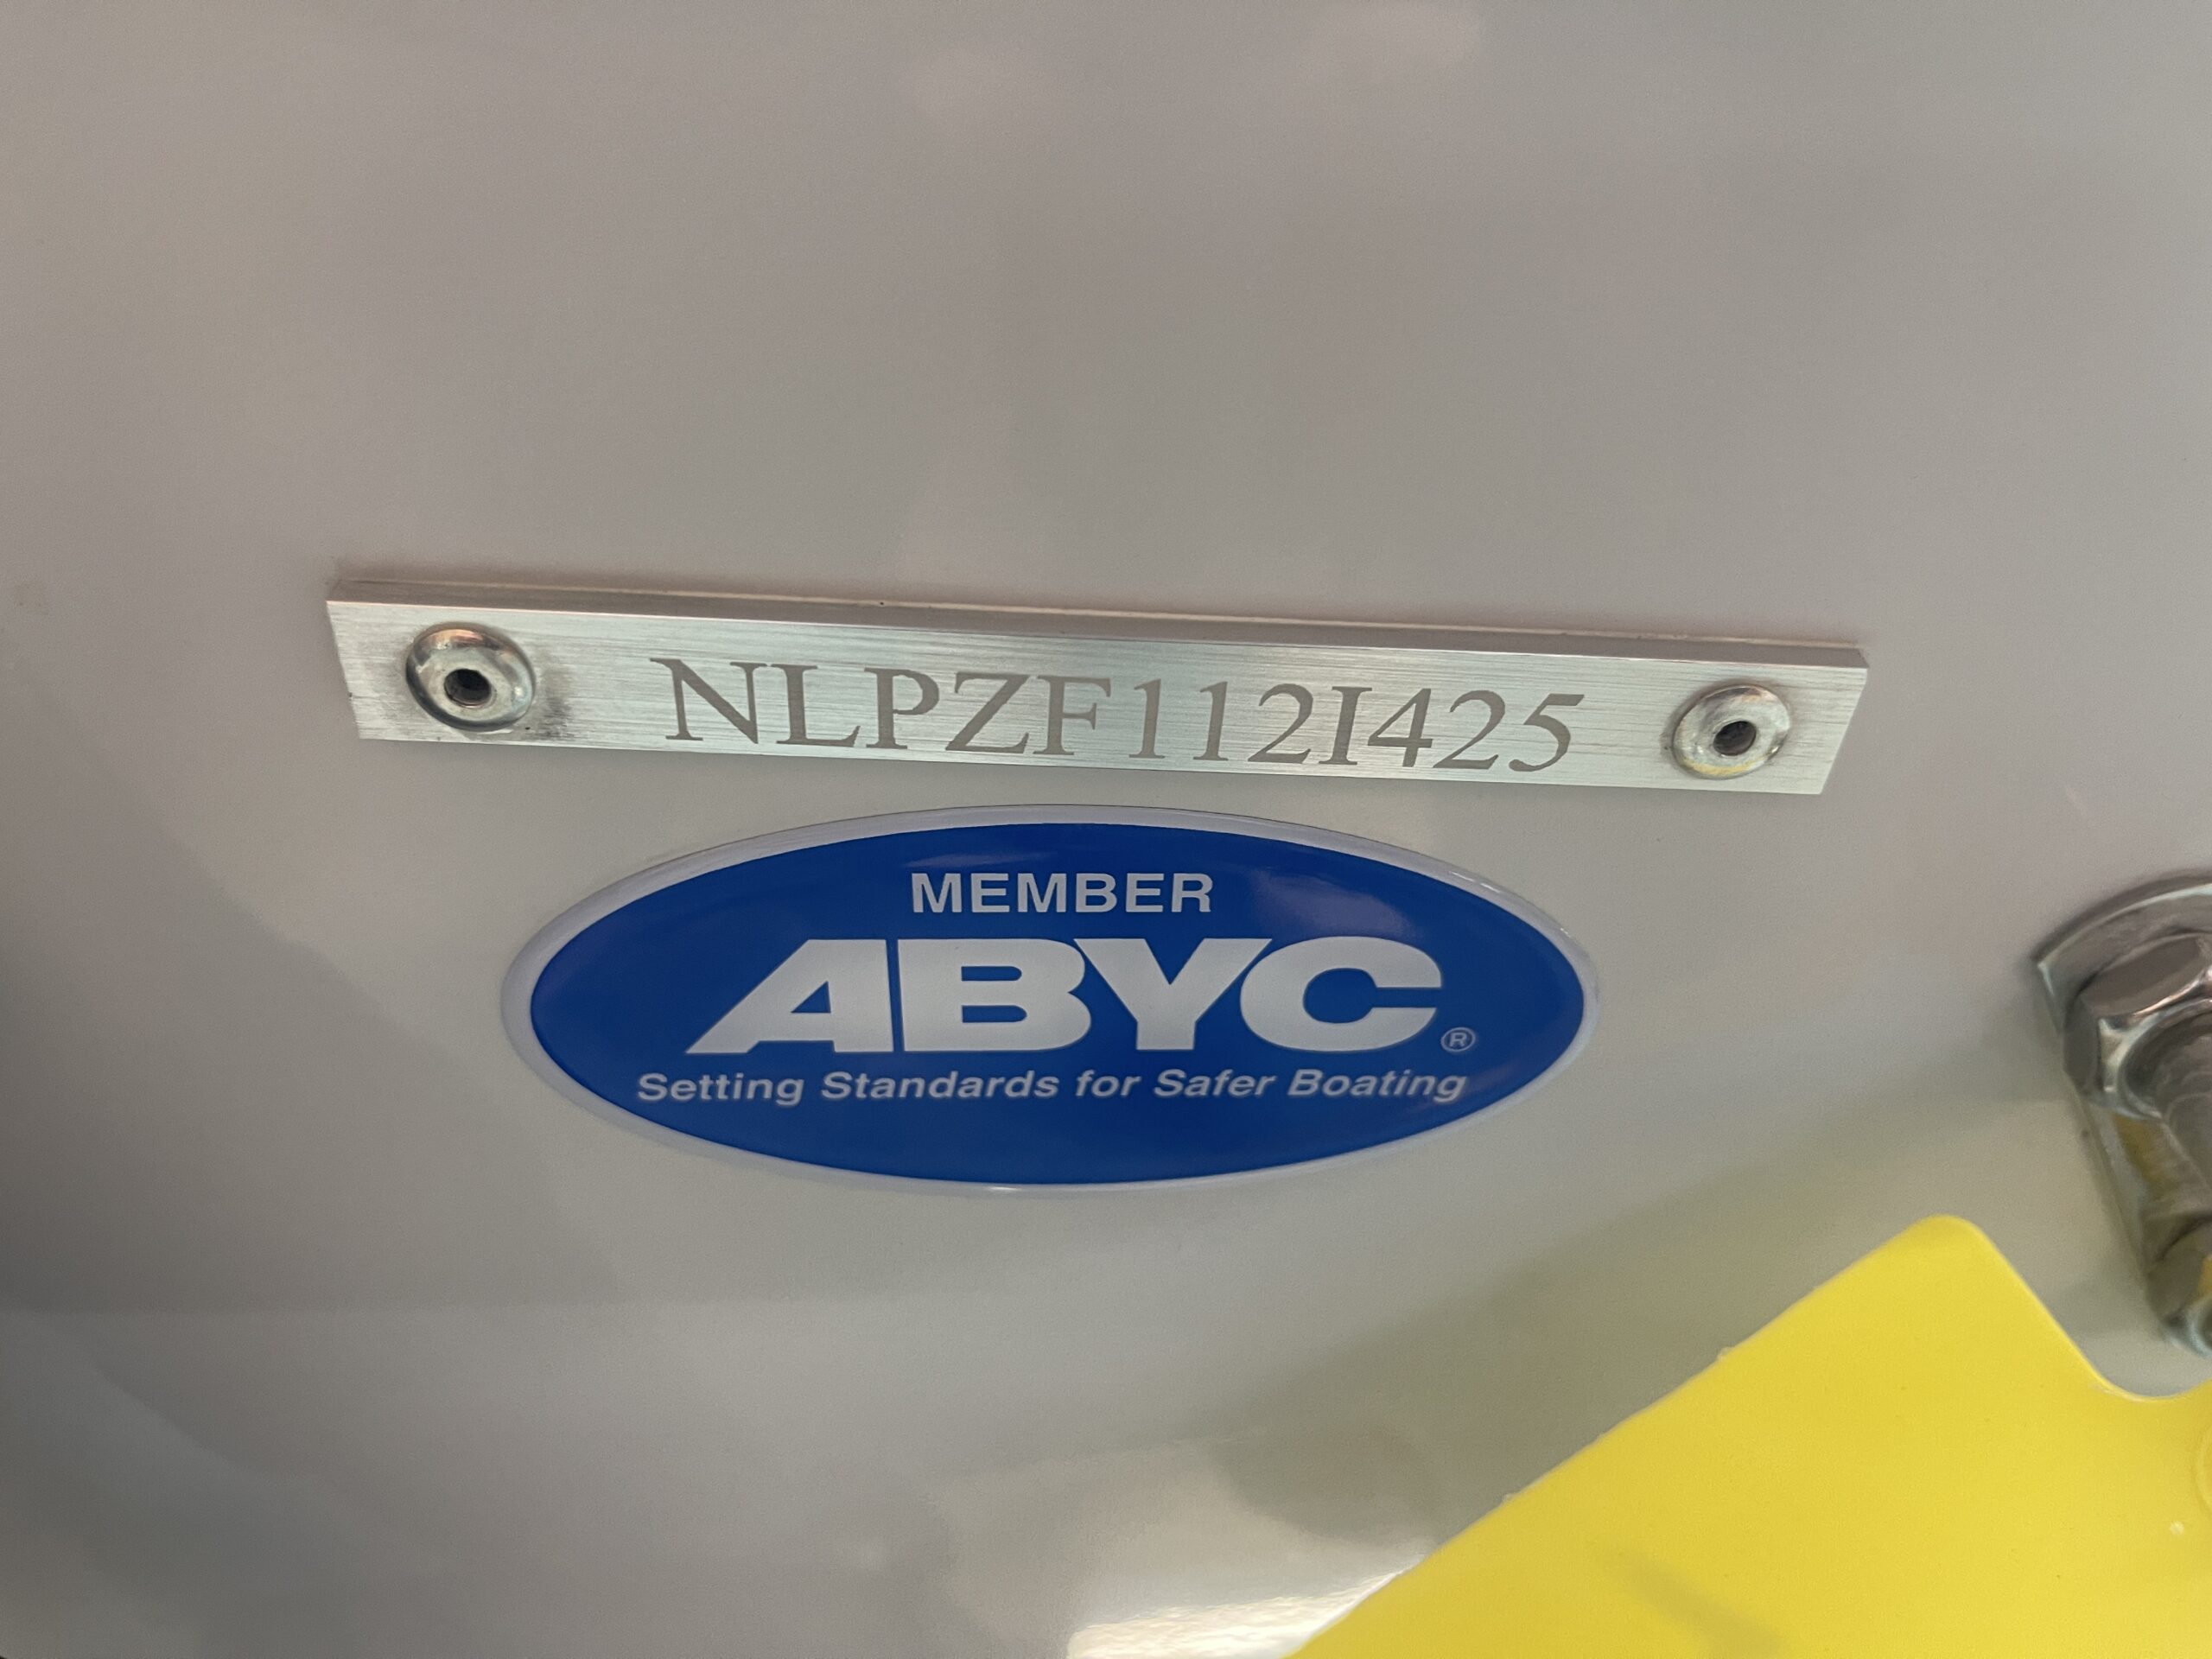 NLPZF112I425
MEMBER
ABYC®
Setting Standards for Safer Boating